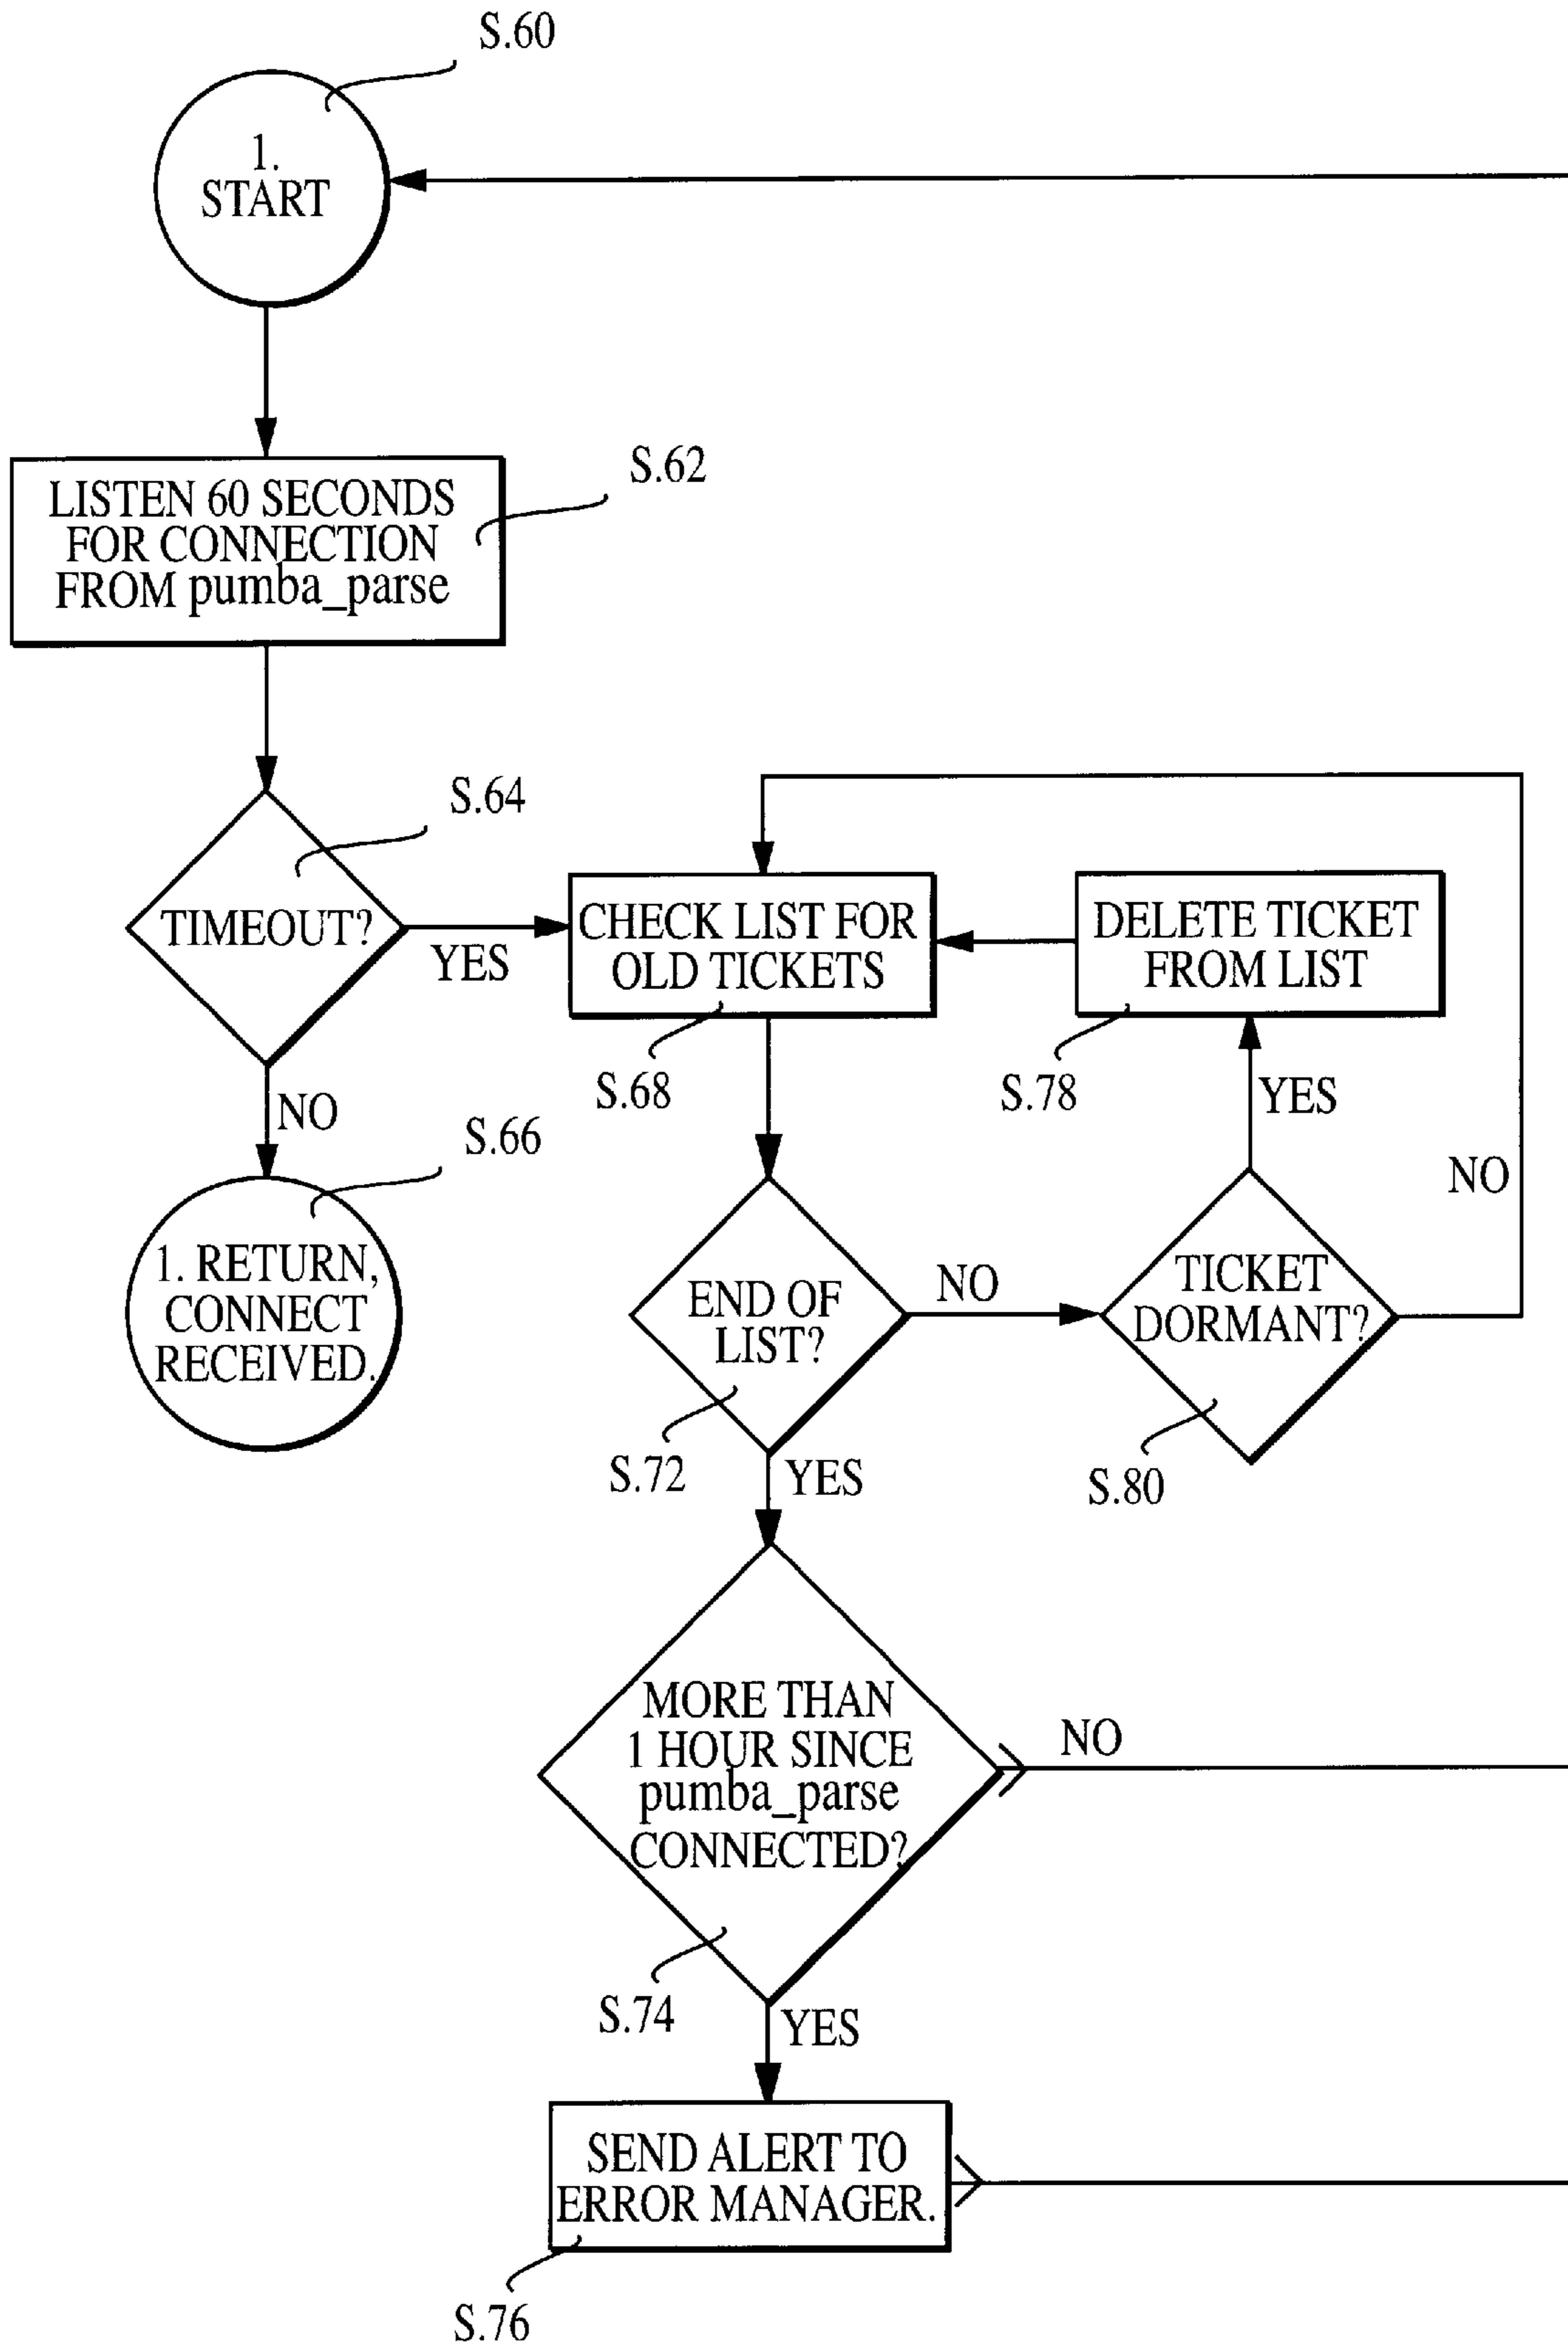 S.60
1.
START
S.62
LISTEN 60 SECONDS
FOR CONNECTION
FROM pumba_parse
S.64
TIMEOUT?
YES
NO
S.66
1. RETURN,
CONNECT
RECEIVED.
CHECK LIST FOR
OLD TICKETS
S.68
DELETE TICKET
FROM LIST
S.78
YES
NO
END OF
LIST?
NO
S.72
YES
TICKET
DORMANT?
S.80
MORE THAN
1 HOUR SINCE
pumba_parse
CONNECTED?
NO
S.74
YES
SEND ALERT TO
ERROR MANAGER.
S.76